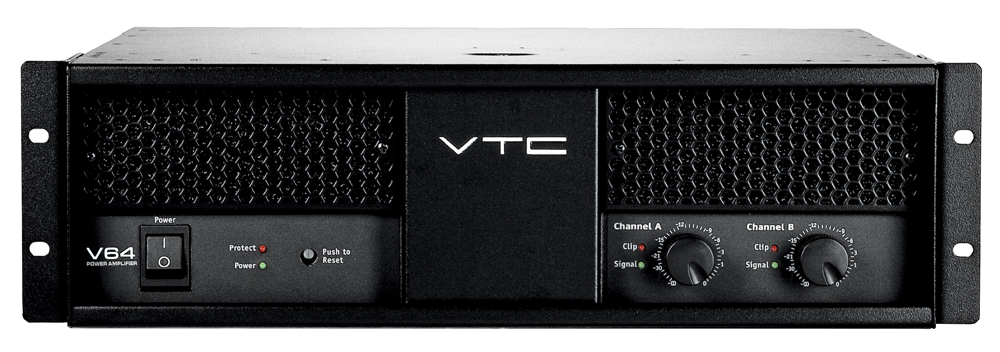 VTC
Power
V64
POWER AMPLIFIER
Protect
Power
Push to
Reset
Channel A
Clip
Signal
Channel B
Clip
Signal